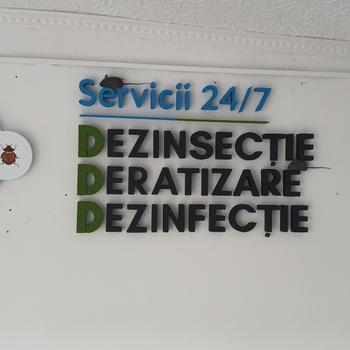 Servicii 24/7
DEZINSECȚIE
DERATIZARE
DEZINFECȚIE